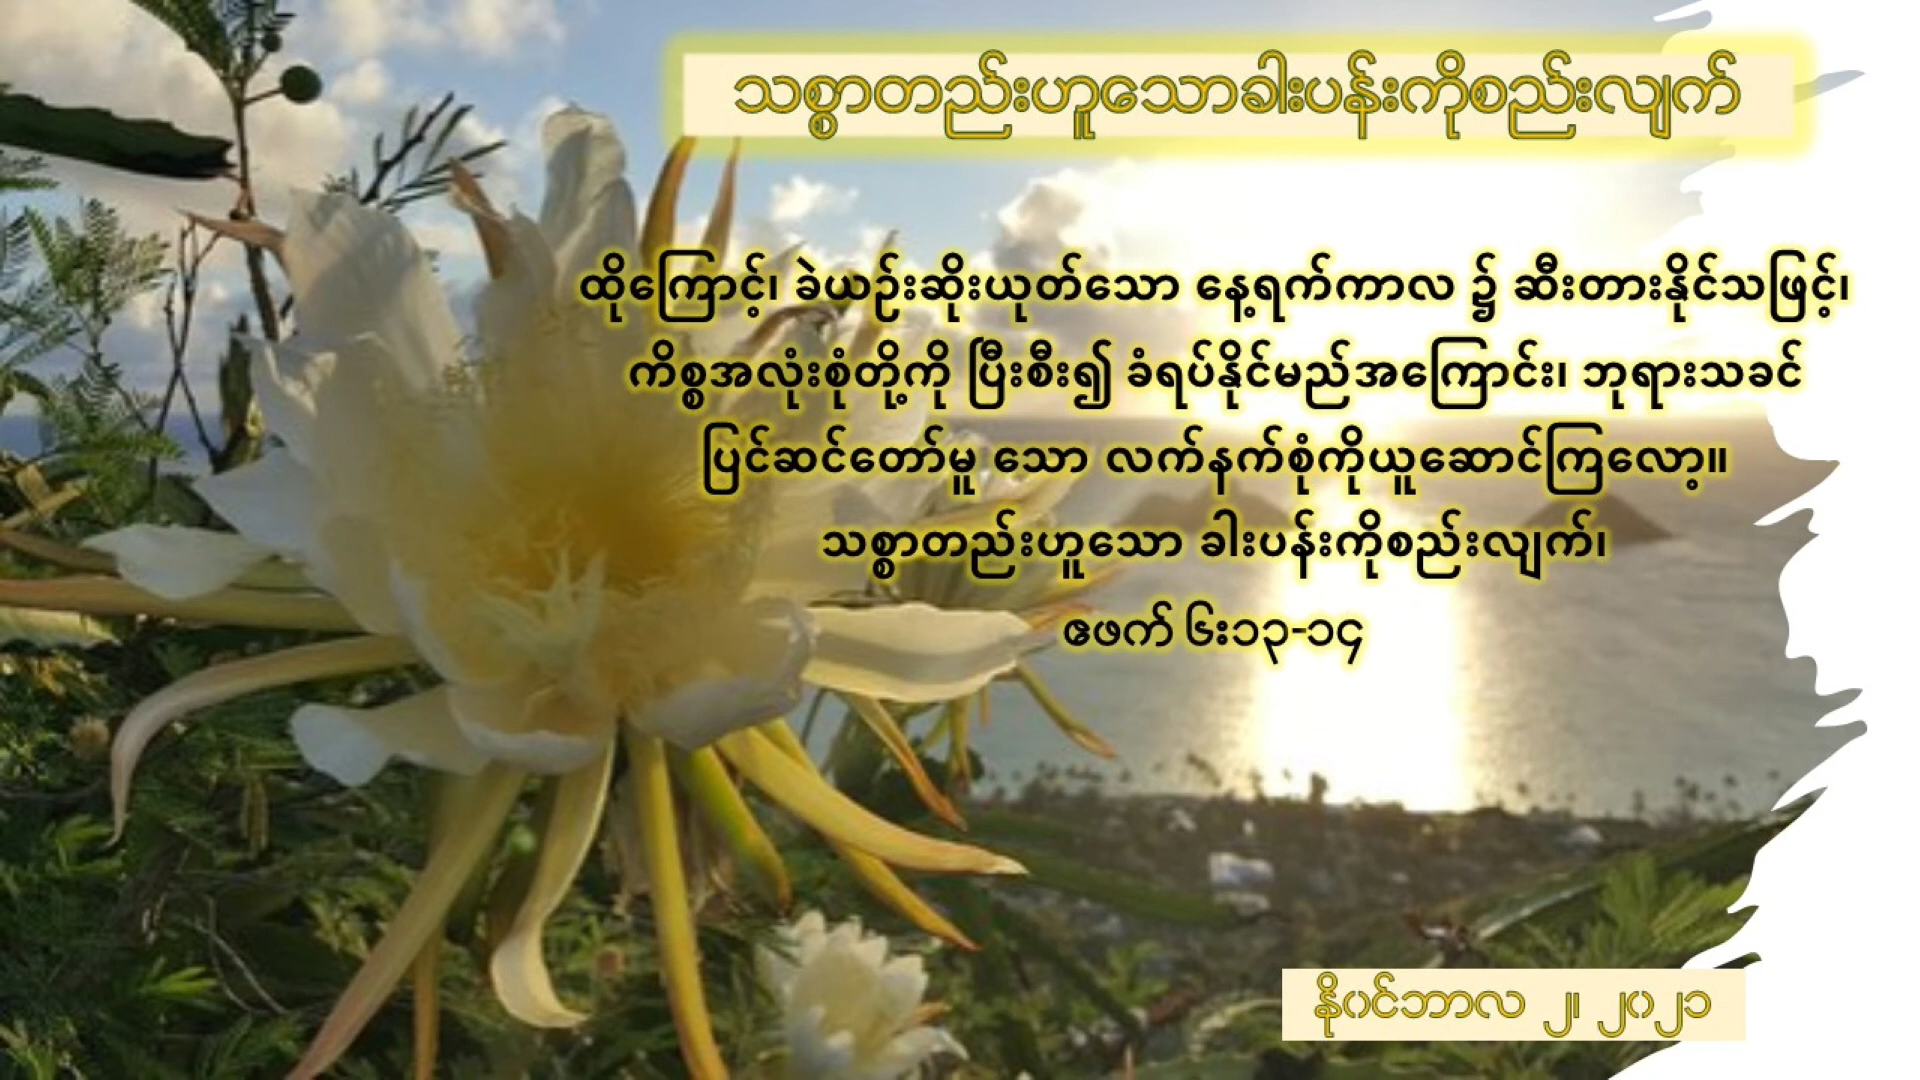 သစ္စာတည်းဟူသောခါးပန်းကိုစည်းလျက်
ထိုကြောင့်၊ ခဲယဉ်းဆိုးယုတ်သော နေ့ရက်ကာလ ၌ ဆီးတားနိုင်သဖြင့်၊
ကိစ္စအလုံးစုံတို့ကို ပြီးစီး၍ ခံရပ်နိုင်မည်အကြောင်း၊ ဘုရားသခင်
ပြင်ဆင်တော်မူ သော လက်နက်စုံကိုယူဆောင်ကြလော့။
သစ္စာတည်းဟူသော ခါးပန်းကိုစည်းလျက်၊
ဧဖက် ၆း၁၃-၁၄
နိုဝင်ဘာလ ၂၊ ၂၀၂၁